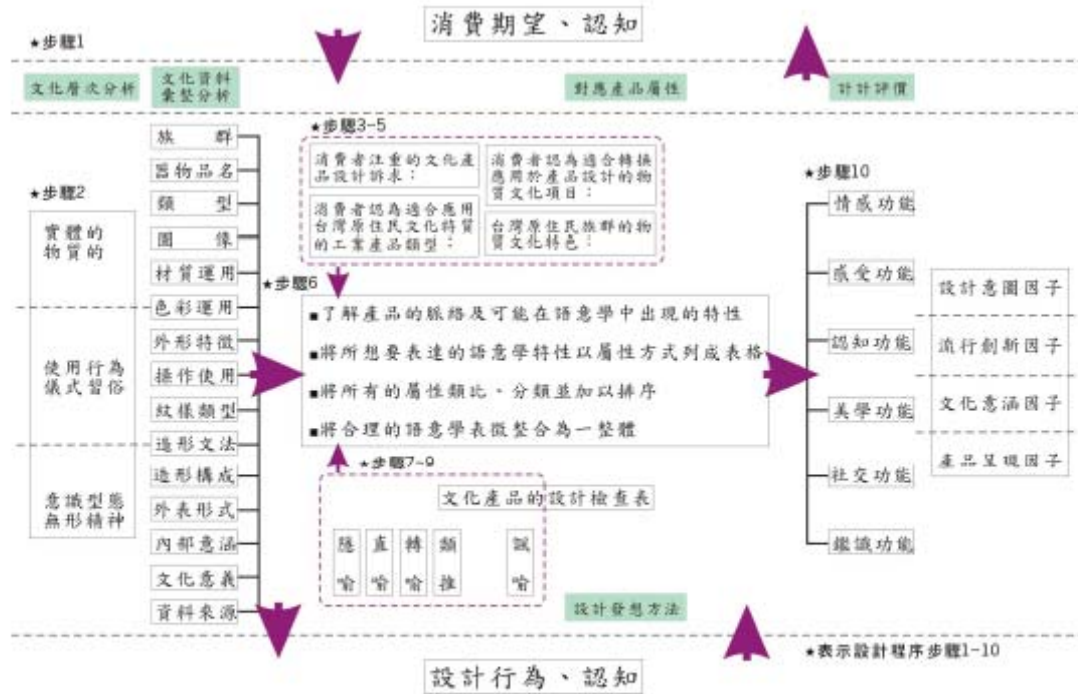 消費期望、認知
★步驟1
文化層次分析
文化資料
彙整分析
對應產品屬性
計計評價
★步驟2
實體的
物質的
使用行為
儀式習俗
意識型態
無形精神
族 群
器物品名
類 型
圖 像
材質運用
色彩運用
外形特徵
操作使用
紋樣類型
造形文法
造形構成
外表形式
內部意涵
文化意義
資料來源
★步驟3-5
消費者注重的文化產
品設計訴求:
消費者認為適合轉換
應用於產品設計的物
質文化項目:
消費者認為適合應用
台灣原住民文化特質
的工業產品類型:
台灣原住民族群的物
質文化特色:
★步驟6
■了解產品的脈絡及可能在語意學中出現的特性
■將所想要表達的語意學特性以屬性方式列成表格
■將所有的屬性類比、分類並加以排序
■將合理的語意學表徵整合為一整體
★步驟7-9
文化產品的設計檢查表
隱喻
直喻
轉喻
類推
諷喻
設計發想方法
★步驟10
情感功能
感受功能
認知功能
美學功能
社交功能
鑑識功能
設計意圖因子
流行創新因子
文化意涵因子
產品呈現因子
設計行為、認知
★表示設計程序步驟1-10